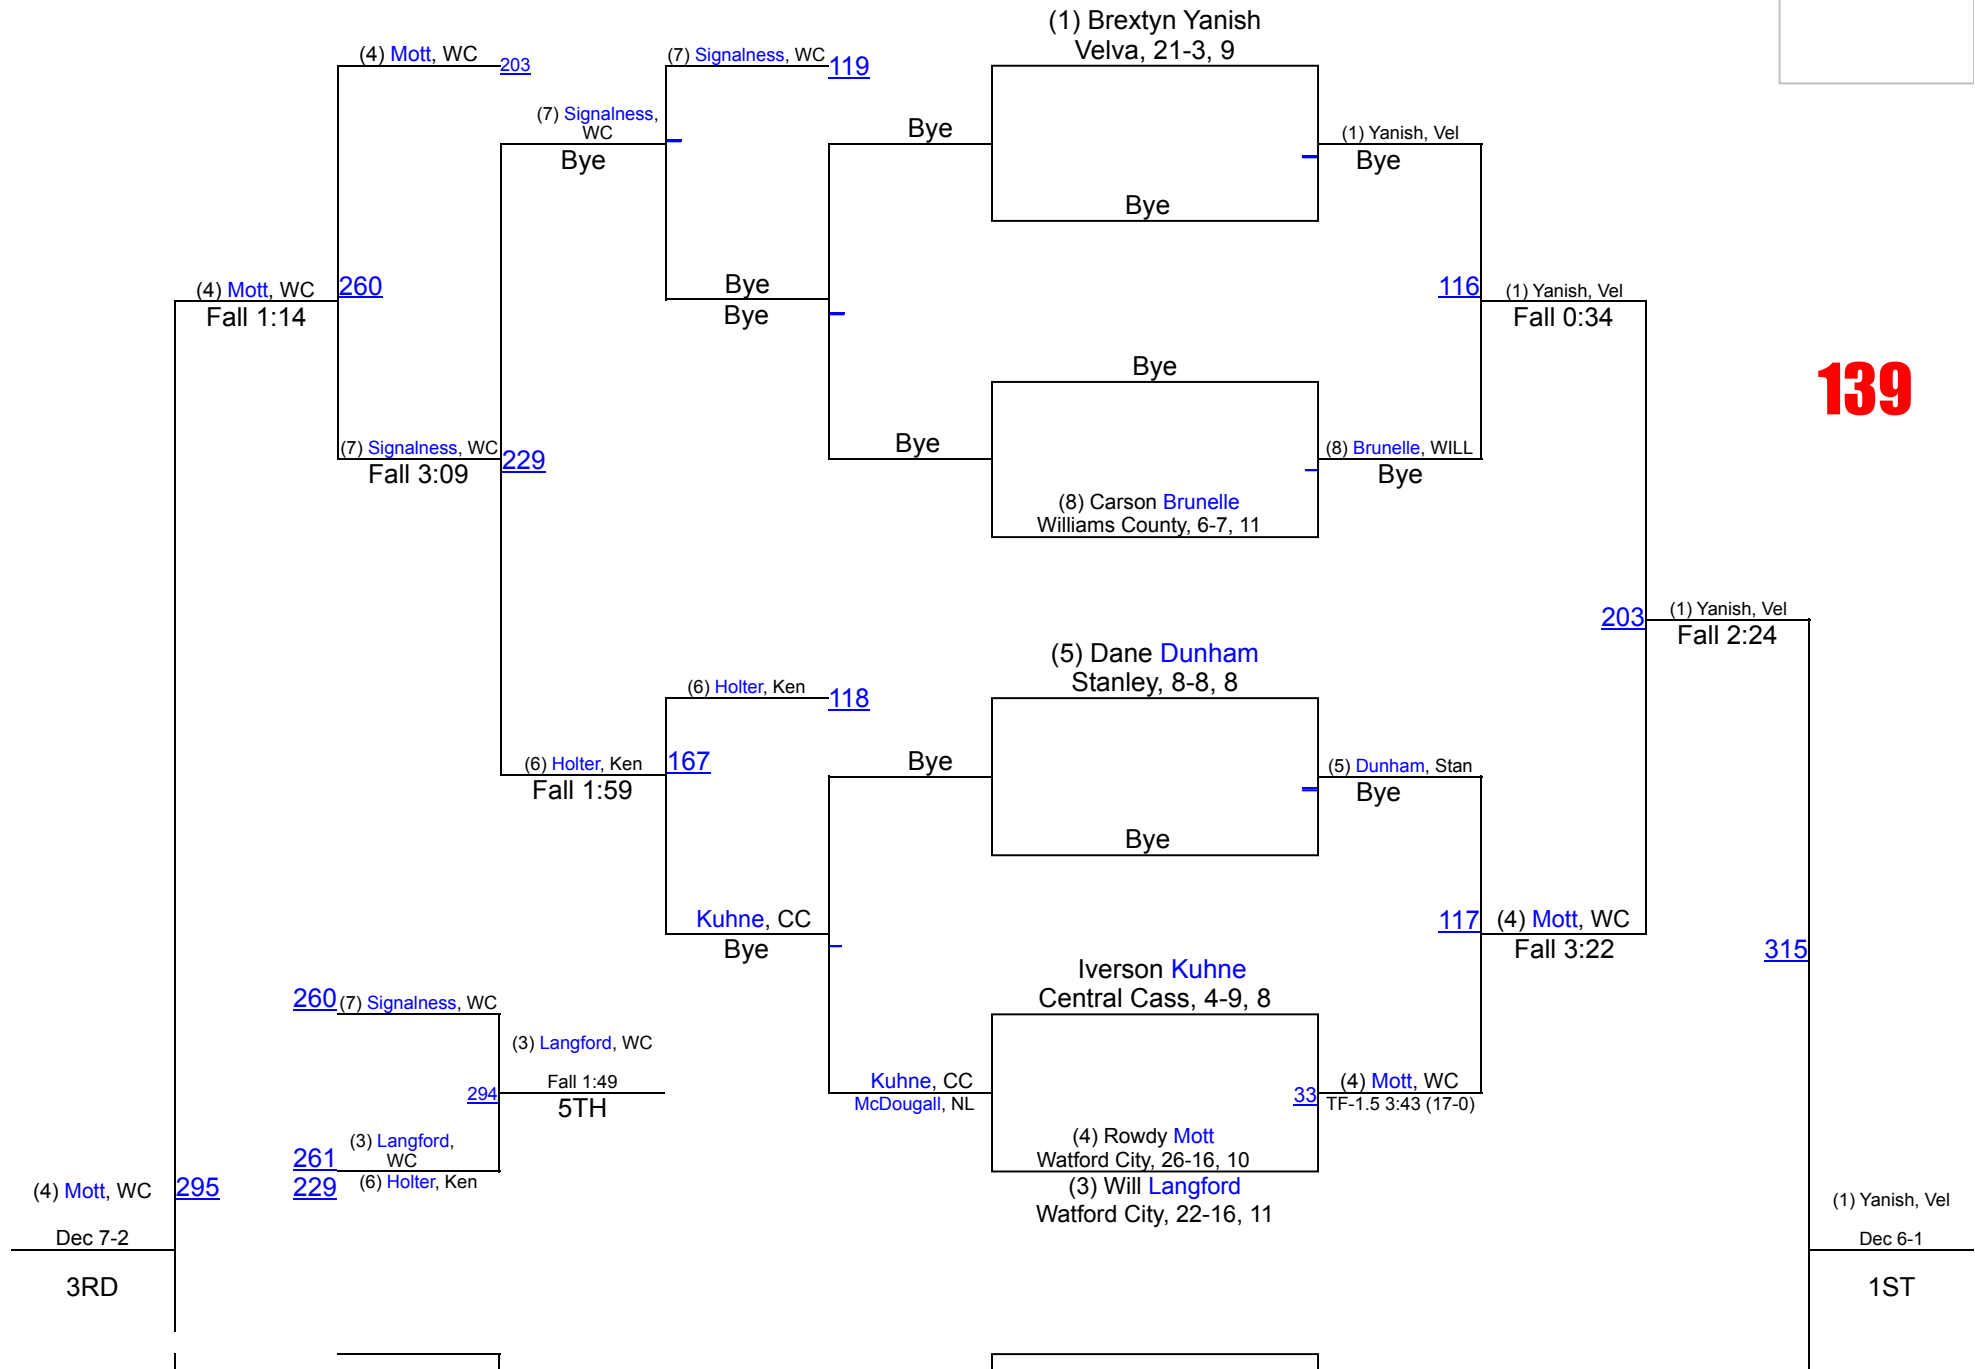 (1) Brextyn Yanish
Velva, 21-3, 9
(4) Mott, WC
203
(7) Signalness, WC
119
(7) Signalness,
WC
Bye
Bye
(1) Yanish, Vel
Bye
Bye
(4) Mott, WC
Fall 1:14
260
Bye
Bye
116
(1) Yanish, Vel
Fall 0:34
Bye
139
(7) Signalness, WC
Fall 3:09
229
Bye
(8) Brunelle, WILL
Bye
(8) Carson Brunelle
Williams County, 6-7, 11
203
(1) Yanish, Vel
Fall 2:24
(5) Dane Dunham
Stanley, 8-8, 8
(6) Holter, Ken
118
(6) Holter, Ken
Fall 1:59
167
Bye
(5) Dunham, Stan
Bye
Bye
Kuhne, CC
Bye
117
(4) Mott, WC
Fall 3:22
315
Iverson Kuhne
Central Cass, 4-9, 8
260
(7) Signalness, WC
(3) Langford, WC
294
Fall 1:49
5TH
Kuhne, CC
McDougall, NL
33
(4) Mott, WC
TF-1.5 3:43 (17-0)
(4) Rowdy Mott
Watford City, 26-16, 10
261
(3) Langford,
WC
229
(6) Holter, Ken
(3) Will Langford
Watford City, 22-16, 11
(4) Mott, WC
295
Dec 7-2
3RD
(1) Yanish, Vel
Dec 6-1
1ST